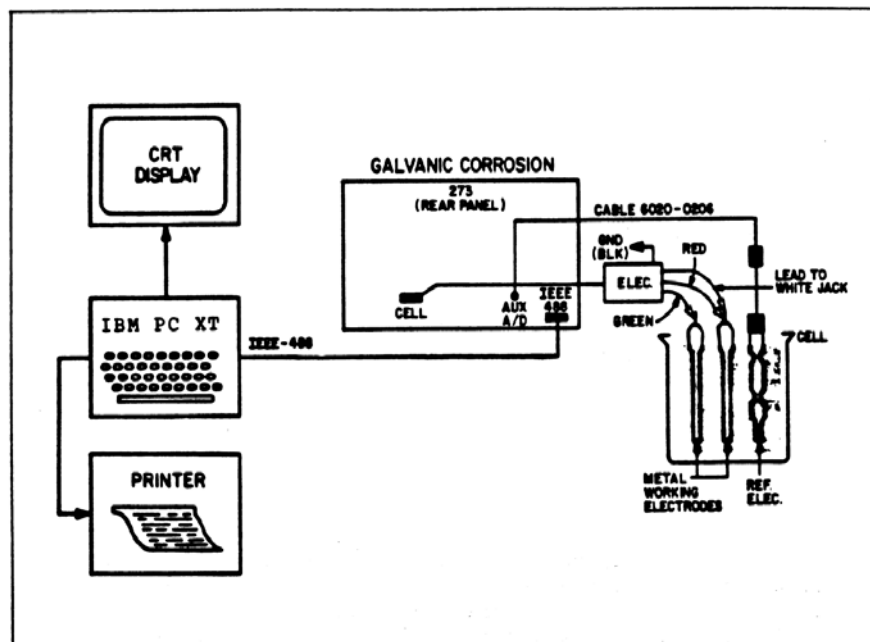 CRT
DISPLAY
GALVANIC CORROSION
273
(REAR PANEL)
CABLE 6020-0206
GND
(BLK)
RED
ELEC.
LEAD TO
WHITE JACK
CELL
AUX
A/D
IEEE
488
GREEN
CELL
IBM PC XT
IEEE-488
PRINTER
METAL
WORKING
ELECTRODES
REF.
ELEC.